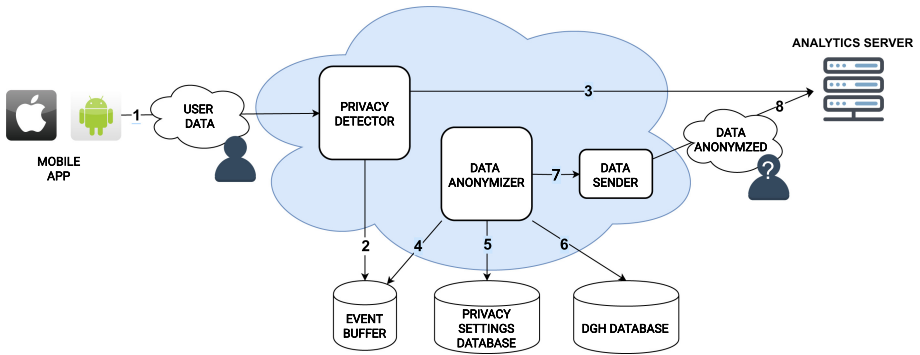 ANALYTICS SERVER
3
8
1
USER
DATA
PRIVACY
DETECTOR
DATA
ANONYMZED
?
MOBILE
APP
DATA
ANONYMIZER
7
DATA
SENDER
2
4
5
6
EVENT
BUFFER
PRIVACY
SETTINGS
DATABASE
DGH DATABASE